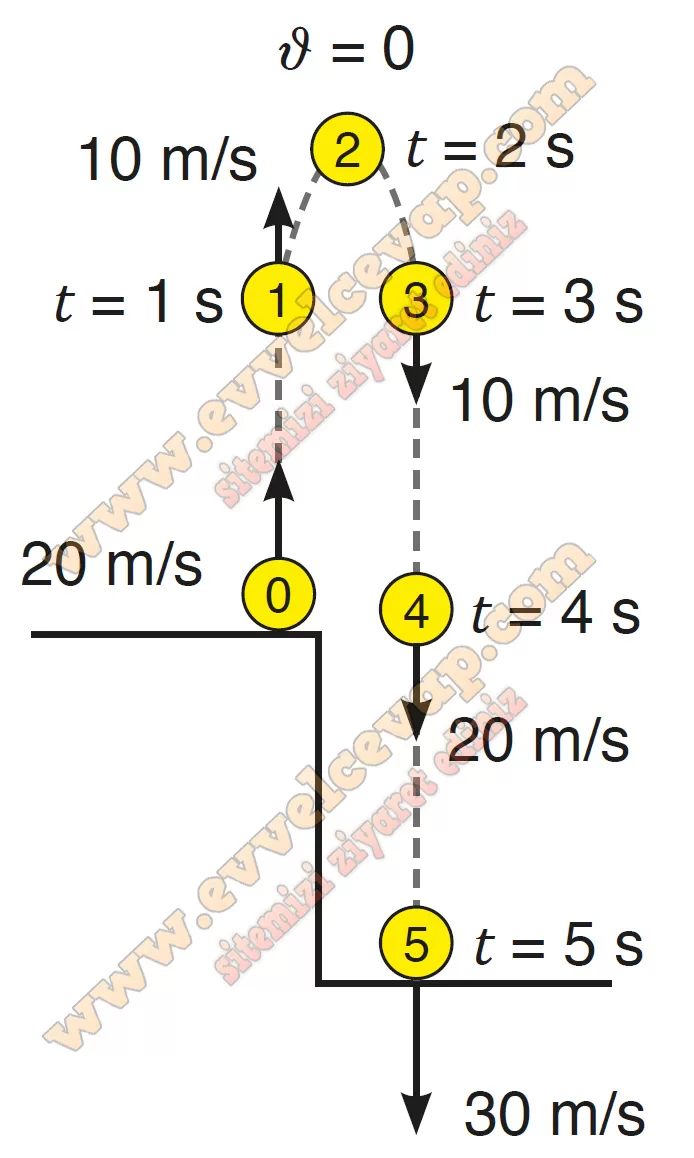 ϑ = 0
2
t = 2 s
10 m/s
1
t = 1 s
3
t = 3 s
10 m/s
20 m/s
0
4
t = 4 s
20 m/s
5
t = 5 s
30 m/s
www.evvelcevap.com
sitemizi ziyaret ediniz
www.evvelcevap.com
sitemizi ziyaret ediniz